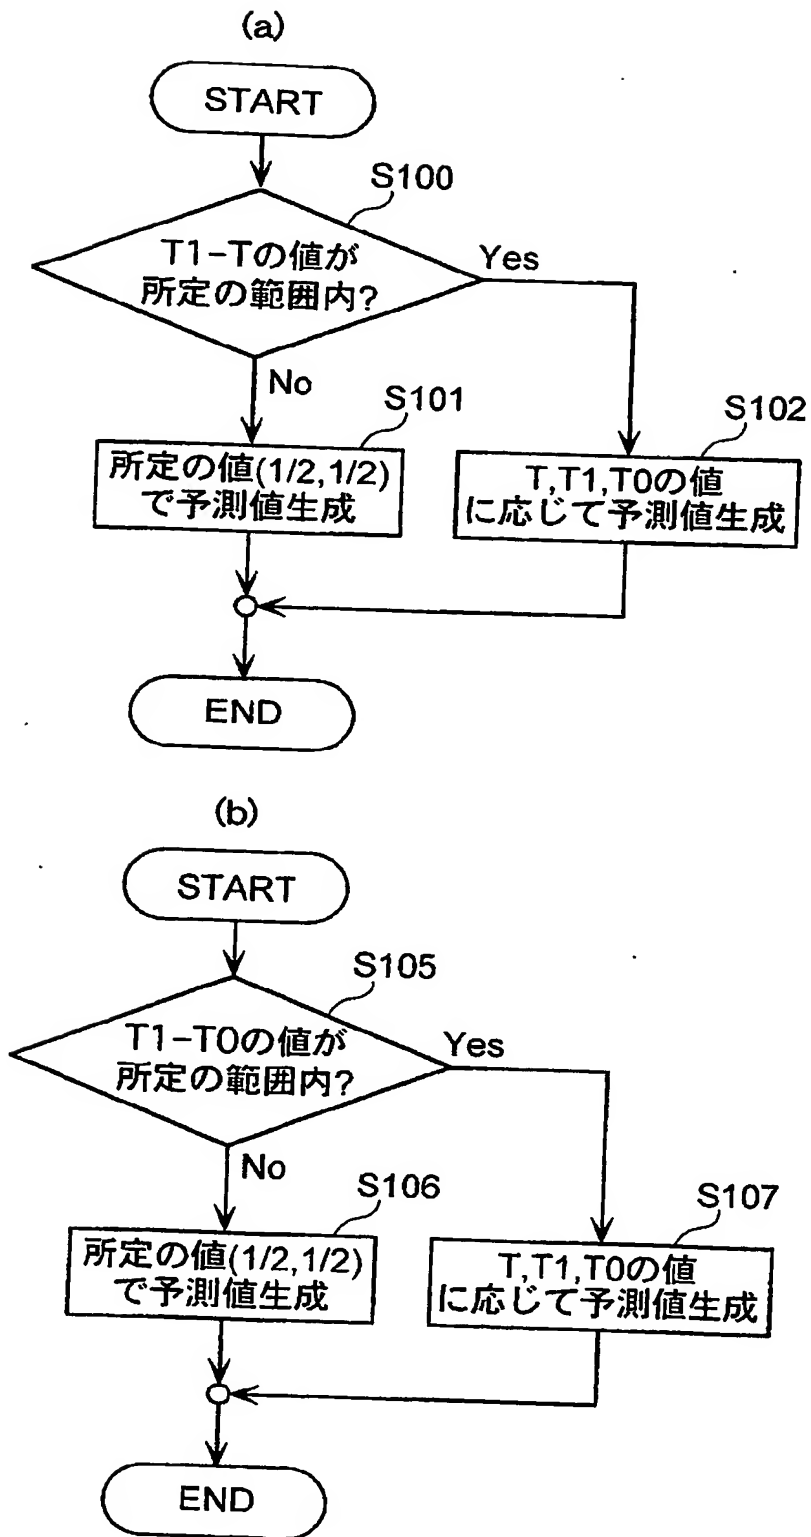 (a)
START
S100
T1-Tの値が
所定の範囲内?
Yes
No
S101
所定の値(1/2,1/2)
で予測値生成
S102
T,T1,T0の値
に応じて予測値生成
END
(b)
START
S105
T1-T0の値が
所定の範囲内?
Yes
No
S106
所定の値(1/2,1/2)
で予測値生成
S107
T,T1,T0の値
に応じて予測値生成
END